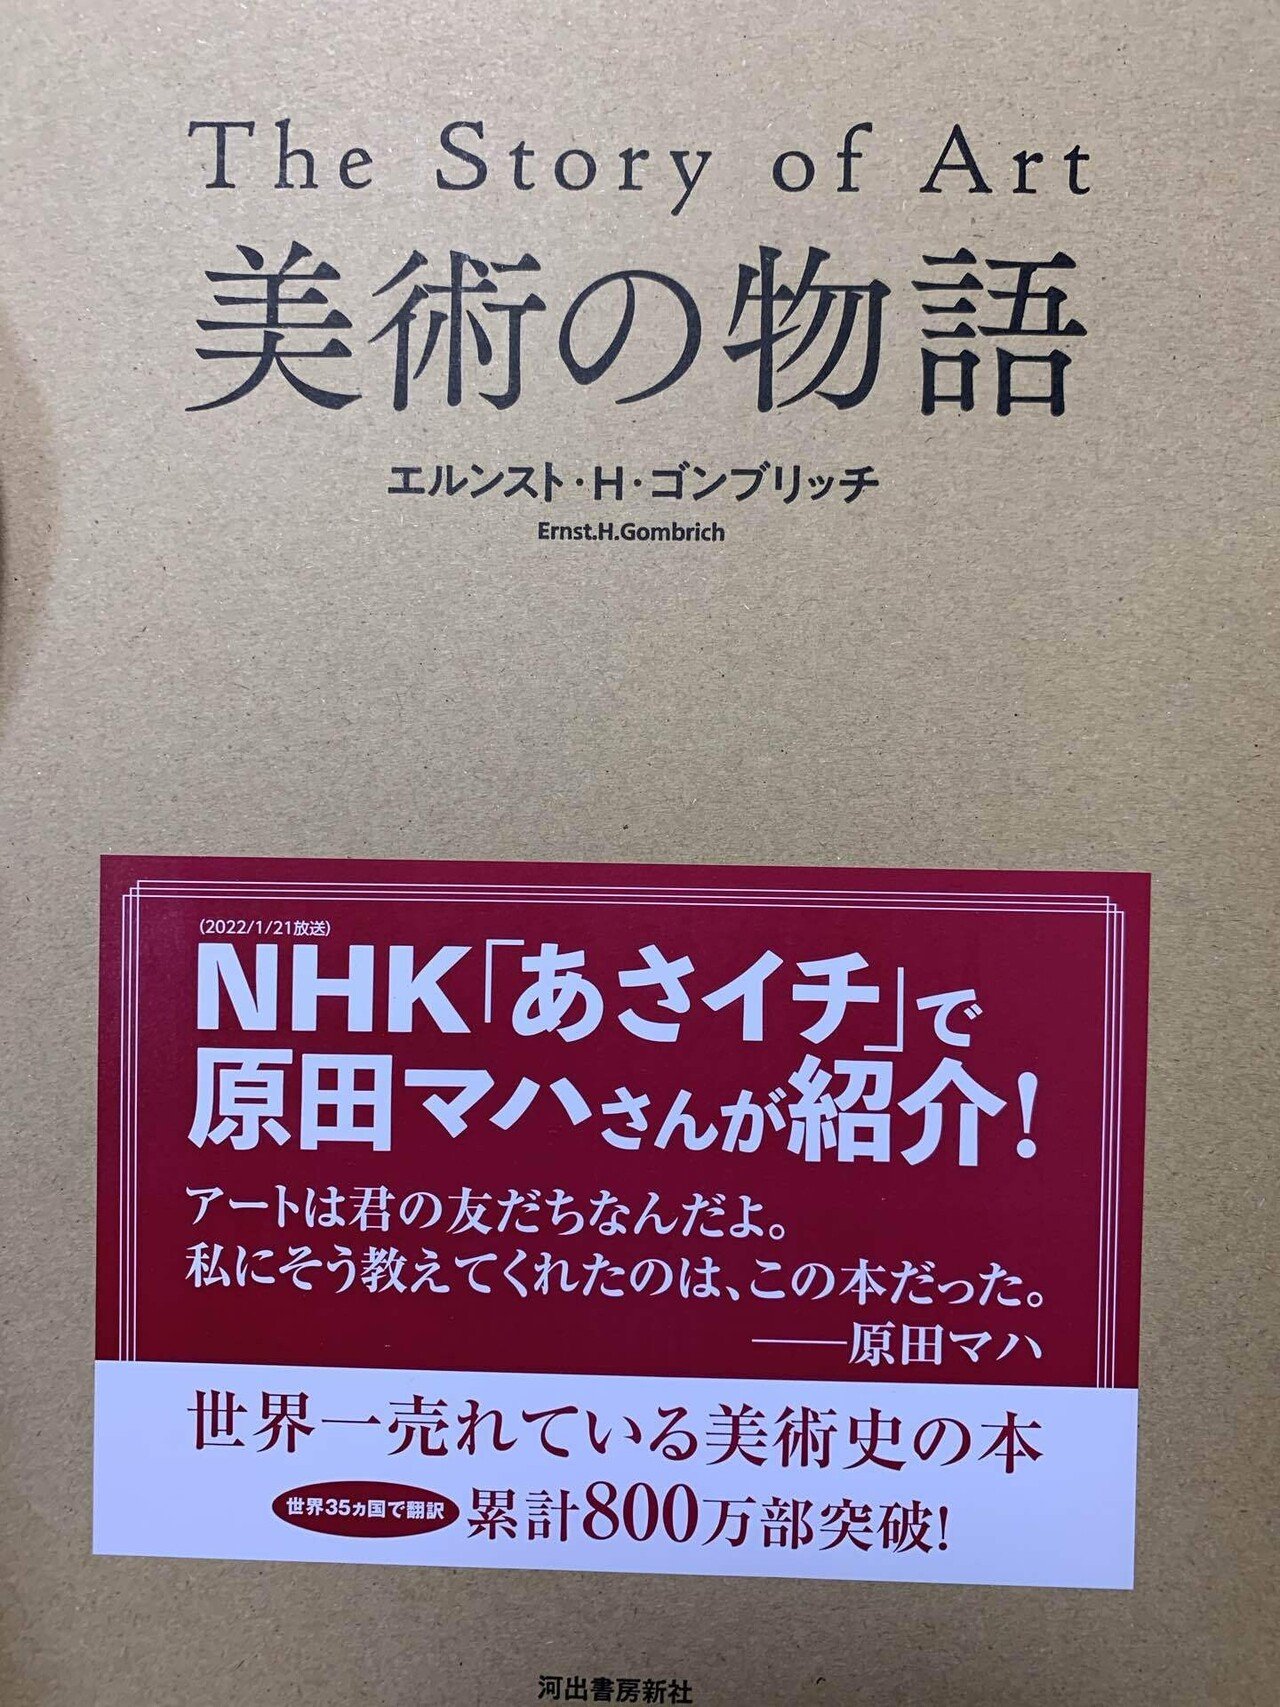 The Story of Art
美術の物語
エルンスト・H・ゴンブリッチ
Ernst.H.Gombrich
(2022/1/21放送)
NHK「あさイチ」で
原田マハさんが紹介!
アートは君の友だちなんだよ。
私にそう教えてくれたのは、この本だった。
――原田マハ
世界一売れている美術史の本
世界35ヵ国で翻訳 累計800万部突破!
河出書房新社